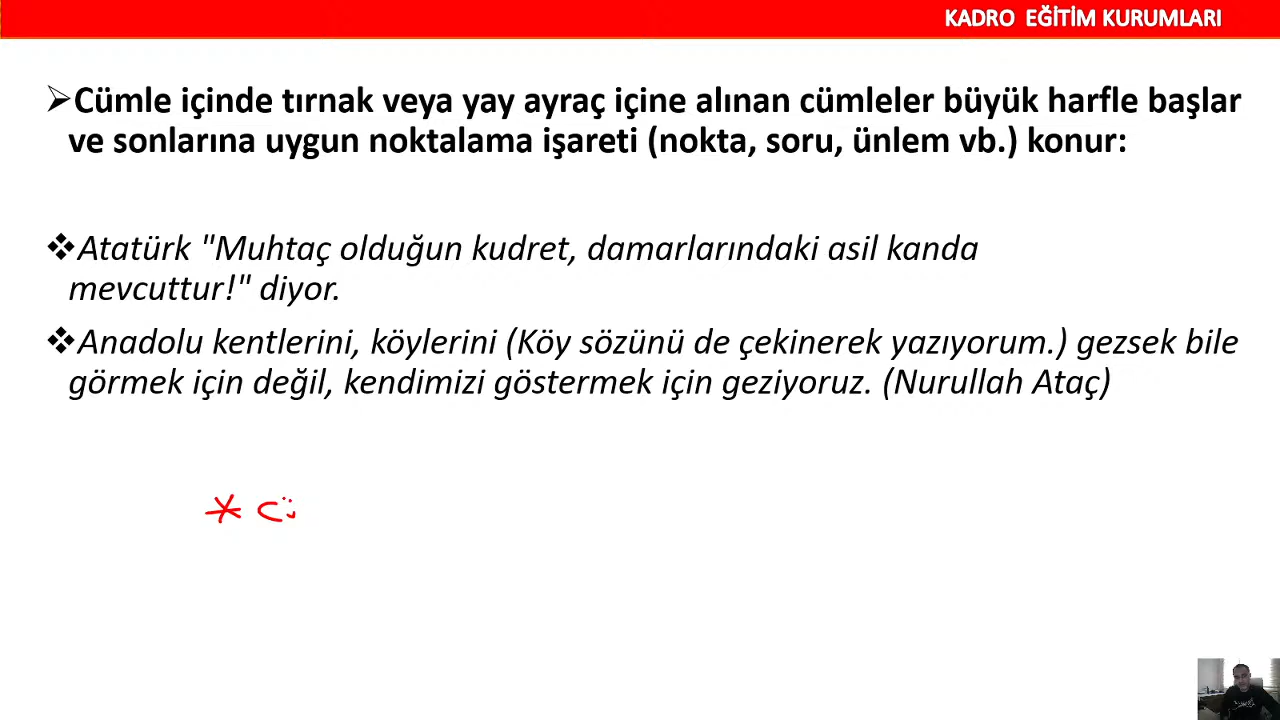 KADRO EĞİTİM KURUMLARI
Cümle içinde tırnak veya yay ayraç içine alınan cümleler büyük harfle başlar
ve sonlarına uygun noktalama işareti (nokta, soru, ünlem vb.) konur:
Atatürk "Muhtaç olduğun kudret, damarlarındaki asil kanda
mevcuttur!" diyor.
Anadolu kentlerini, köylerini (Köy sözünü de çekinerek yazıyorum.) gezsek bile
görmek için değil, kendimizi göstermek için geziyoruz. (Nurullah Ataç)